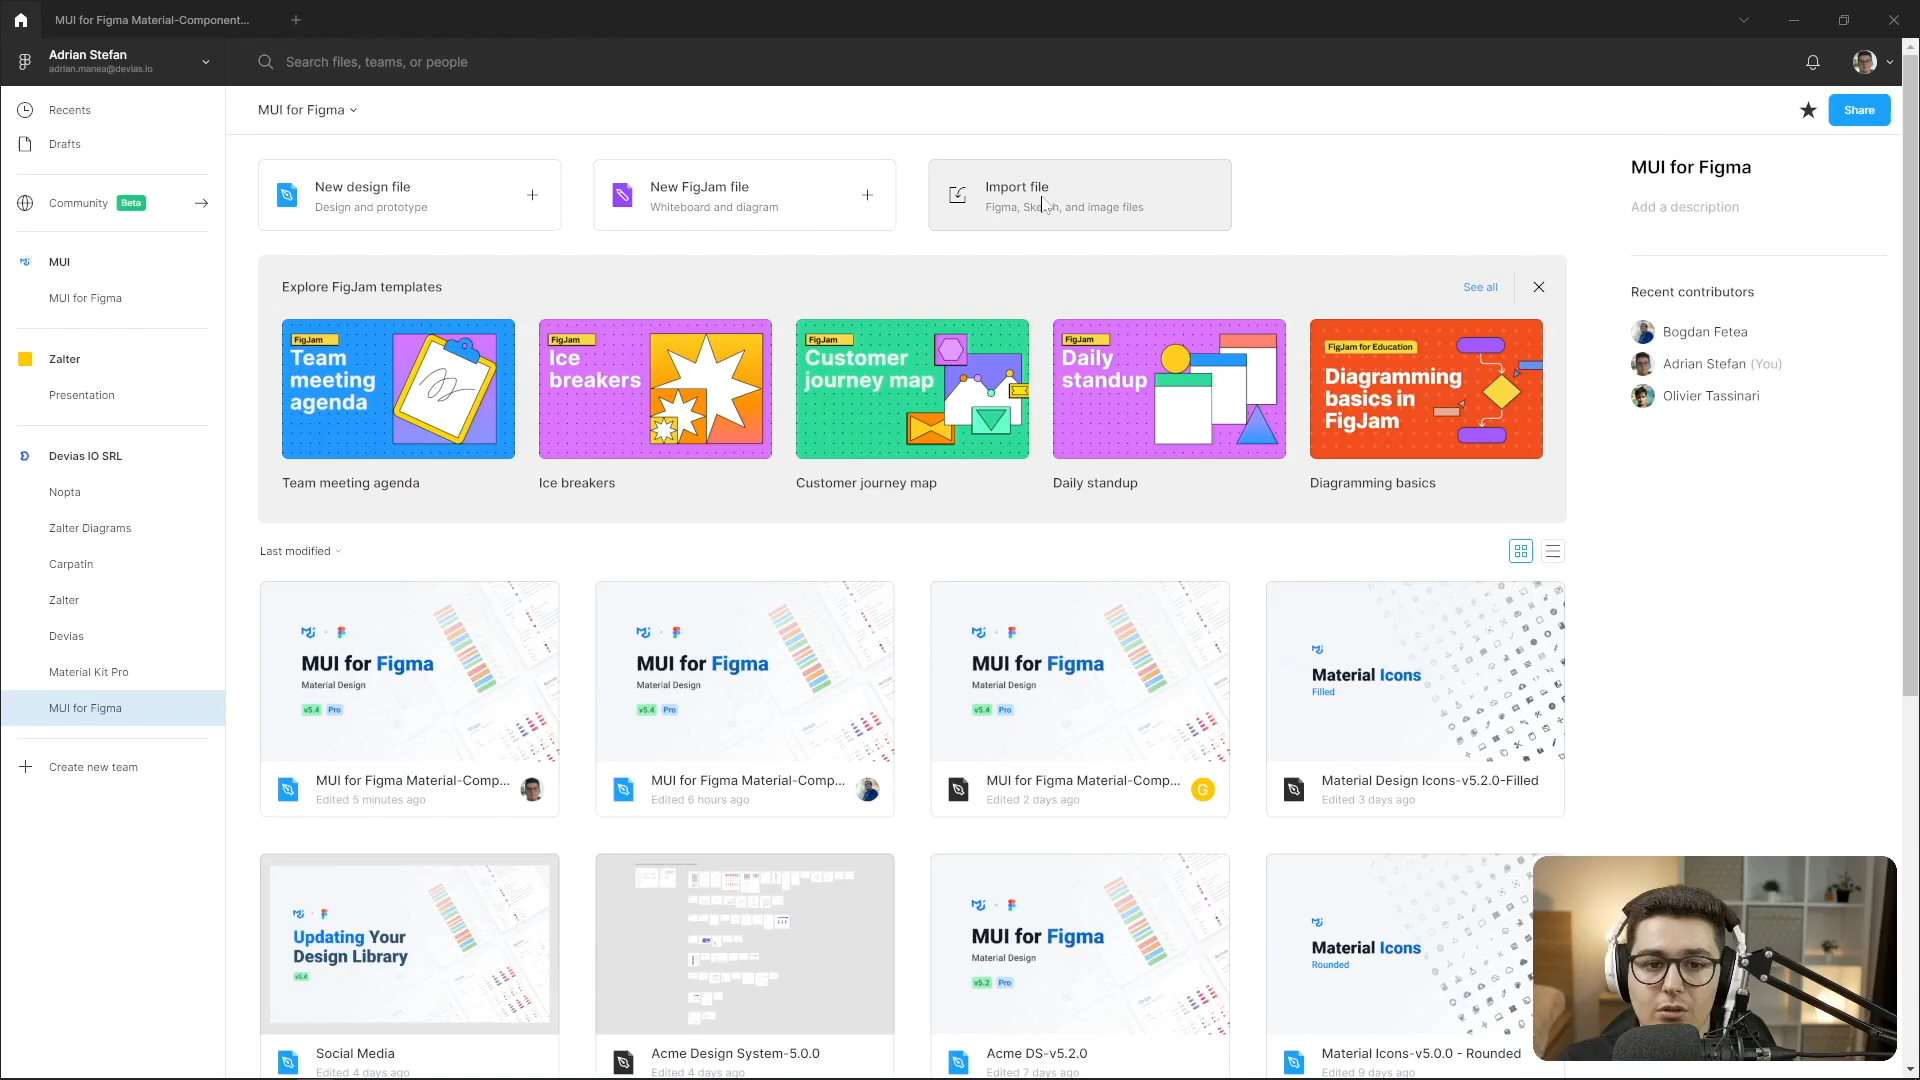 MUI for Figma Material-Component...
Adrian Stefan
adrian.manea@devias.io
Search files, teams, or people
Recents
Drafts
Community Beta
MUI
MUI for Figma
Zalter
Presentation
Devias IO SRL
Nopta
Zalter Diagrams
Carpatin
Zalter
Devias
Material Kit Pro
MUI for Figma
Create new team
MUI for Figma
Share
New design file
Design and prototype
New FigJam file
Whiteboard and diagram
Import file
Figma, Sketch, and image files
Explore FigJam templates
See all
FigJam
Team
meeting
agenda
Team meeting agenda
FigJam
Ice
breakers
Ice breakers
FigJam
Customer
journey map
Customer journey map
FigJam
Daily
standup
Daily standup
FigJam for Education
Diagramming
basics in
FigJam
Diagramming basics
Last modified
MUI for Figma
Material Design
v5.4 Pro
MUI for Figma Material-Comp...
Edited 5 minutes ago
MUI for Figma
Material Design
v5.4 Pro
MUI for Figma Material-Comp...
Edited 6 hours ago
MUI for Figma
Material Design
v5.4 Pro
MUI for Figma Material-Comp...
Edited 2 days ago
G
Material Icons
Filled
Material Design Icons-v5.2.0-Filled
Edited 3 days ago
Updating Your
Design Library
v5.4
Social Media
Edited 4 days ago
Acme Design System-5.0.0
Edited 4 days ago
MUI for Figma
Material Design
v5.2 Pro
Acme DS-v5.2.0
Edited 7 days ago
Material Icons
Rounded
Material Icons-v5.0.0 - Rounded
Edited 9 days ago
MUI for Figma
Add a description
Recent contributors
Bogdan Fetea
Adrian Stefan (You)
Olivier Tassinari